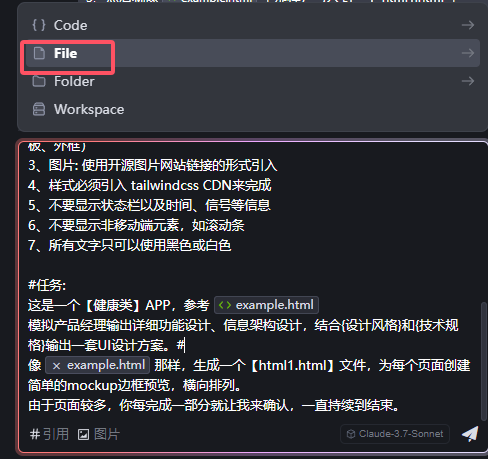 Code
File
Folder
Workspace
板、外框）
3、图片: 使用开源图片网站链接的形式引入
4、样式必须引入 tailwindcss CDN来完成
5、不要显示状态栏以及时间、信号等信息
6、不要显示非移动端元素，如滚动条
7、所有文字只可以使用黑色或白色
#任务:
这是一个【健康类】APP，参考 example.html
模拟产品经理输出详细功能设计、信息架构设计，结合{设计风格}和{技术规
格}输出一套UI设计方案。#
像 example.html 那样，生成一个【html1.html】文件，为每个页面创建
简单的mockup边框预览，横向排列。
由于页面较多，你每完成一部分就让我来确认，一直持续到结束。
#引用 图片 Claude-3.7-Sonnet